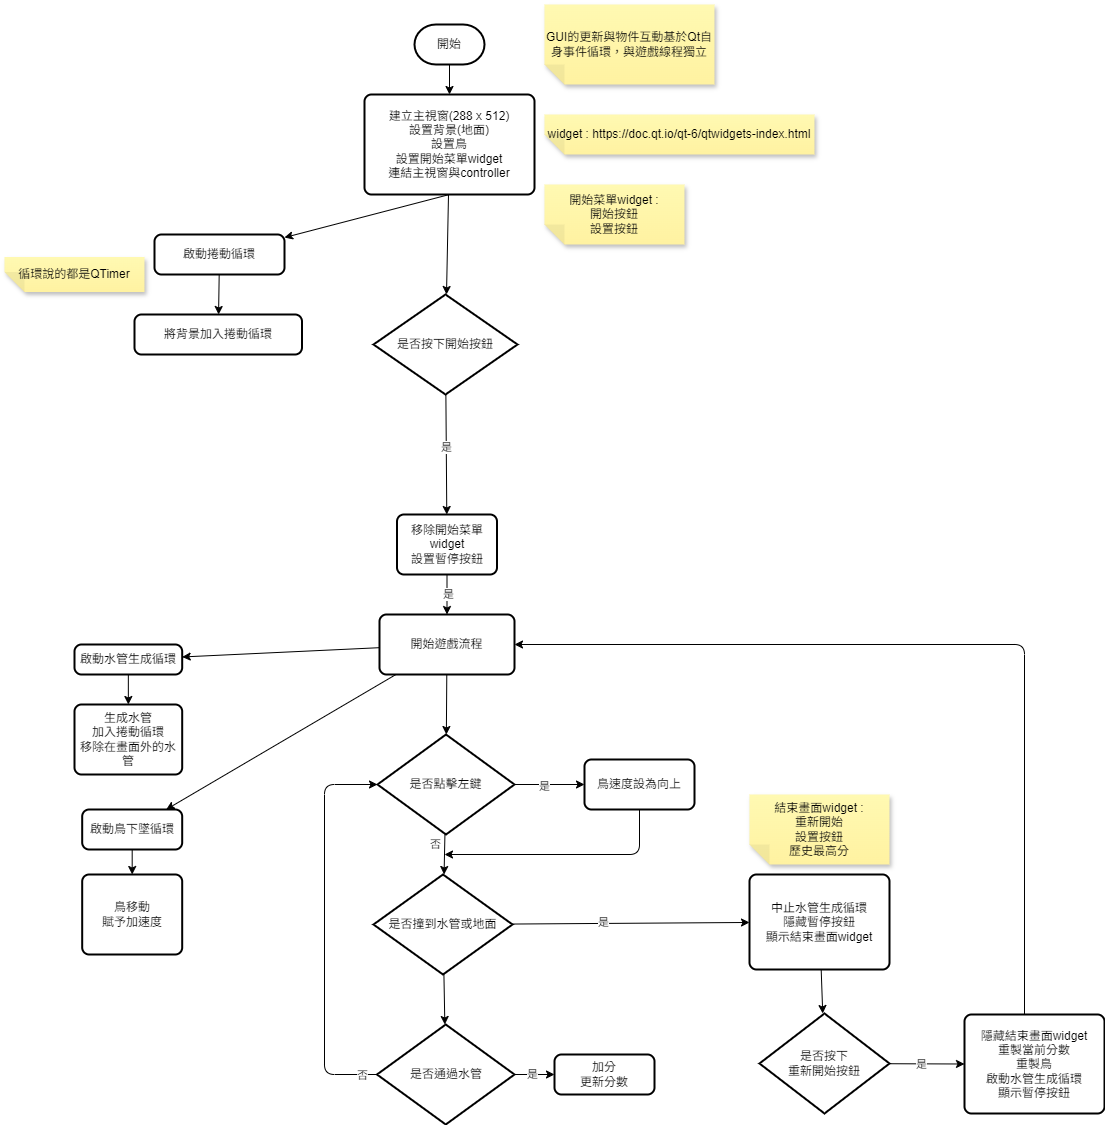 開始
GUI的更新與物件互動基於Qt自
身事件循環，與遊戲線程獨立
建立主視窗(288 x 512)
設置背景(地面)
設置鳥
設置開始菜單widget
連結主視窗與controller
widget : https://doc.qt.io/qt-6/qtwidgets-index.html
開始菜單widget :
開始按鈕
設置按鈕
啟動捲動循環
循環說的都是QTimer
將背景加入捲動循環
是否按下開始按鈕
是
移除開始菜單
widget
設置暫停按鈕
是
開始遊戲流程
啟動水管生成循環
生成水管
加入捲動循環
移除在畫面外的水
管
是否點擊左鍵
是
鳥速度設為向上
否
啟動鳥下墜循環
鳥移動
賦予加速度
結束畫面widget :
重新開始
設置按鈕
歷史最高分
是否撞到水管或地面
是
中止水管生成循環
隱藏暫停按鈕
顯示結束畫面widget
是否通過水管
否
是
加分
更新分數
是否按下
重新開始按鈕
是
隱藏結束畫面widget
重製當前分數
重製鳥
啟動水管生成循環
顯示暫停按鈕